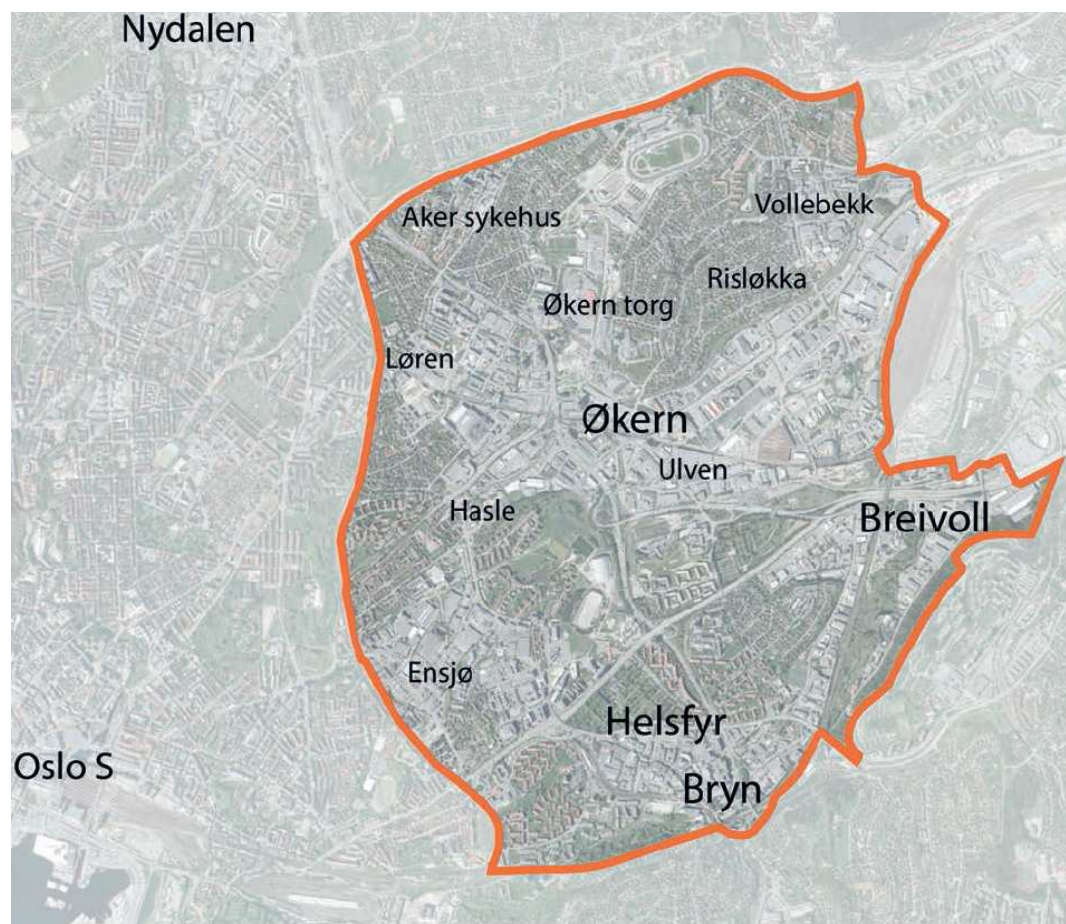 Nydalen
Aker sykehus
Vollebekk
Risløkka
Økern torg
Løren
Økern
Ulven
Hasle
Breivoll
Ensjø
Helsfyr
Oslo S
Bryn